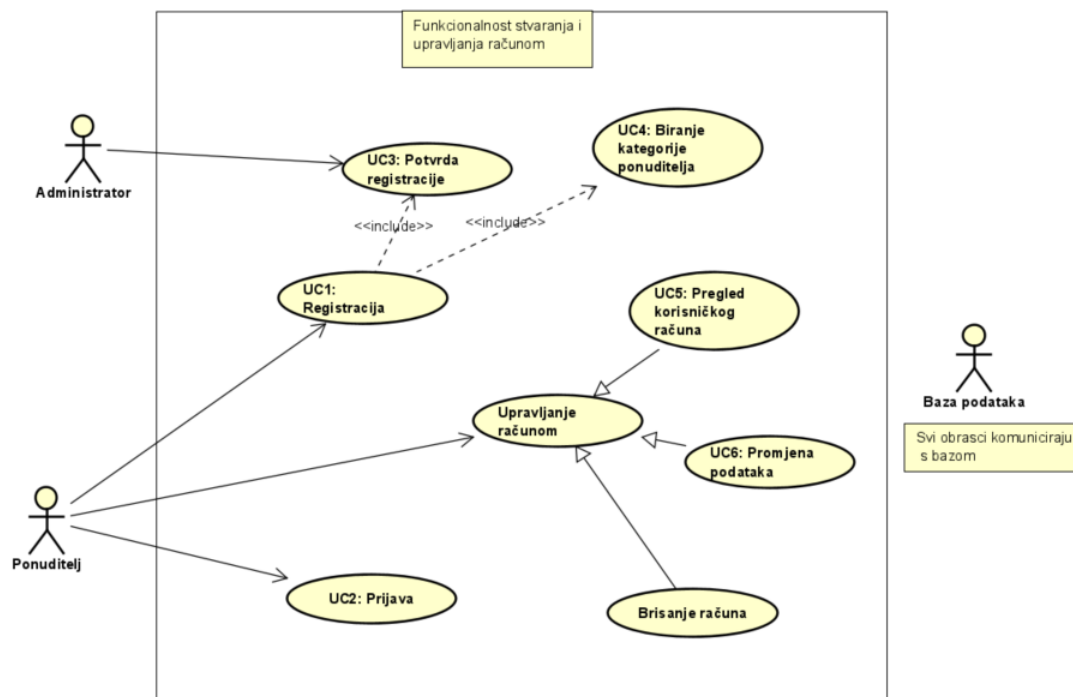 Funkcionalnost stvaranja i
upravljanja računom
UC4: Biranje
kategorije
ponuditelja
UC3: Potvrda
registracije
Administrator
<<include>>
<<include>>
UC1:
Registracija
UC5: Pregled
korisničkog
računa
Baza podataka
Upravljanje
računom
Svi obrasci komuniciraju
s bazom
UC6: Promjena
podataka
Ponuditelj
UC2: Prijava
Brisanje računa